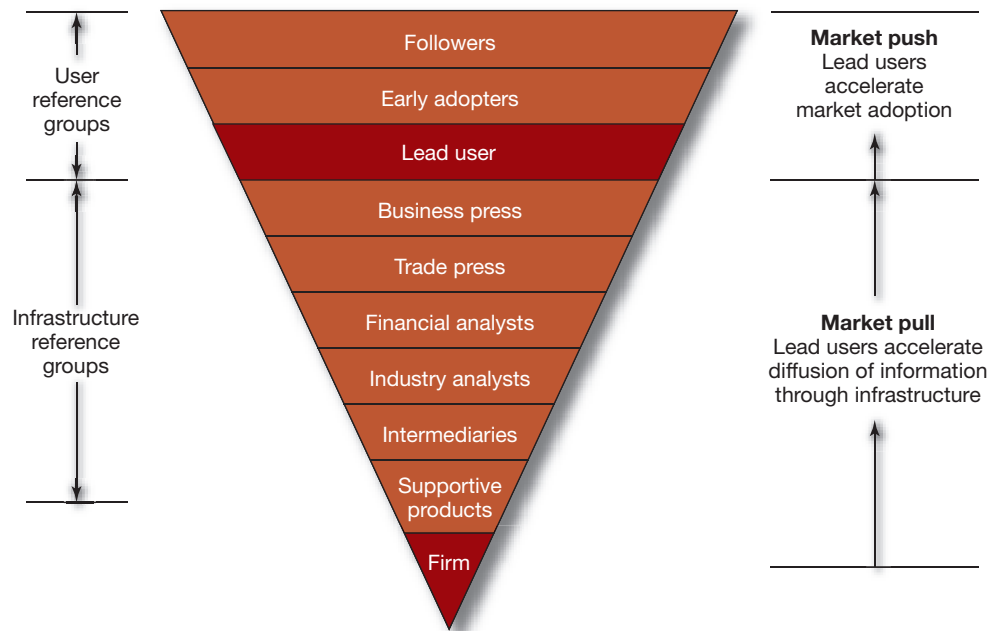 User
reference
groups
Infrastructure
reference
groups
Followers
Early adopters
Lead user
Business press
Trade press
Financial analysts
Industry analysts
Intermediaries
Supportive
products
Firm
Market push
Lead users
accelerate
market adoption
Market pull
Lead users accelerate
diffusion of information
through infrastructure